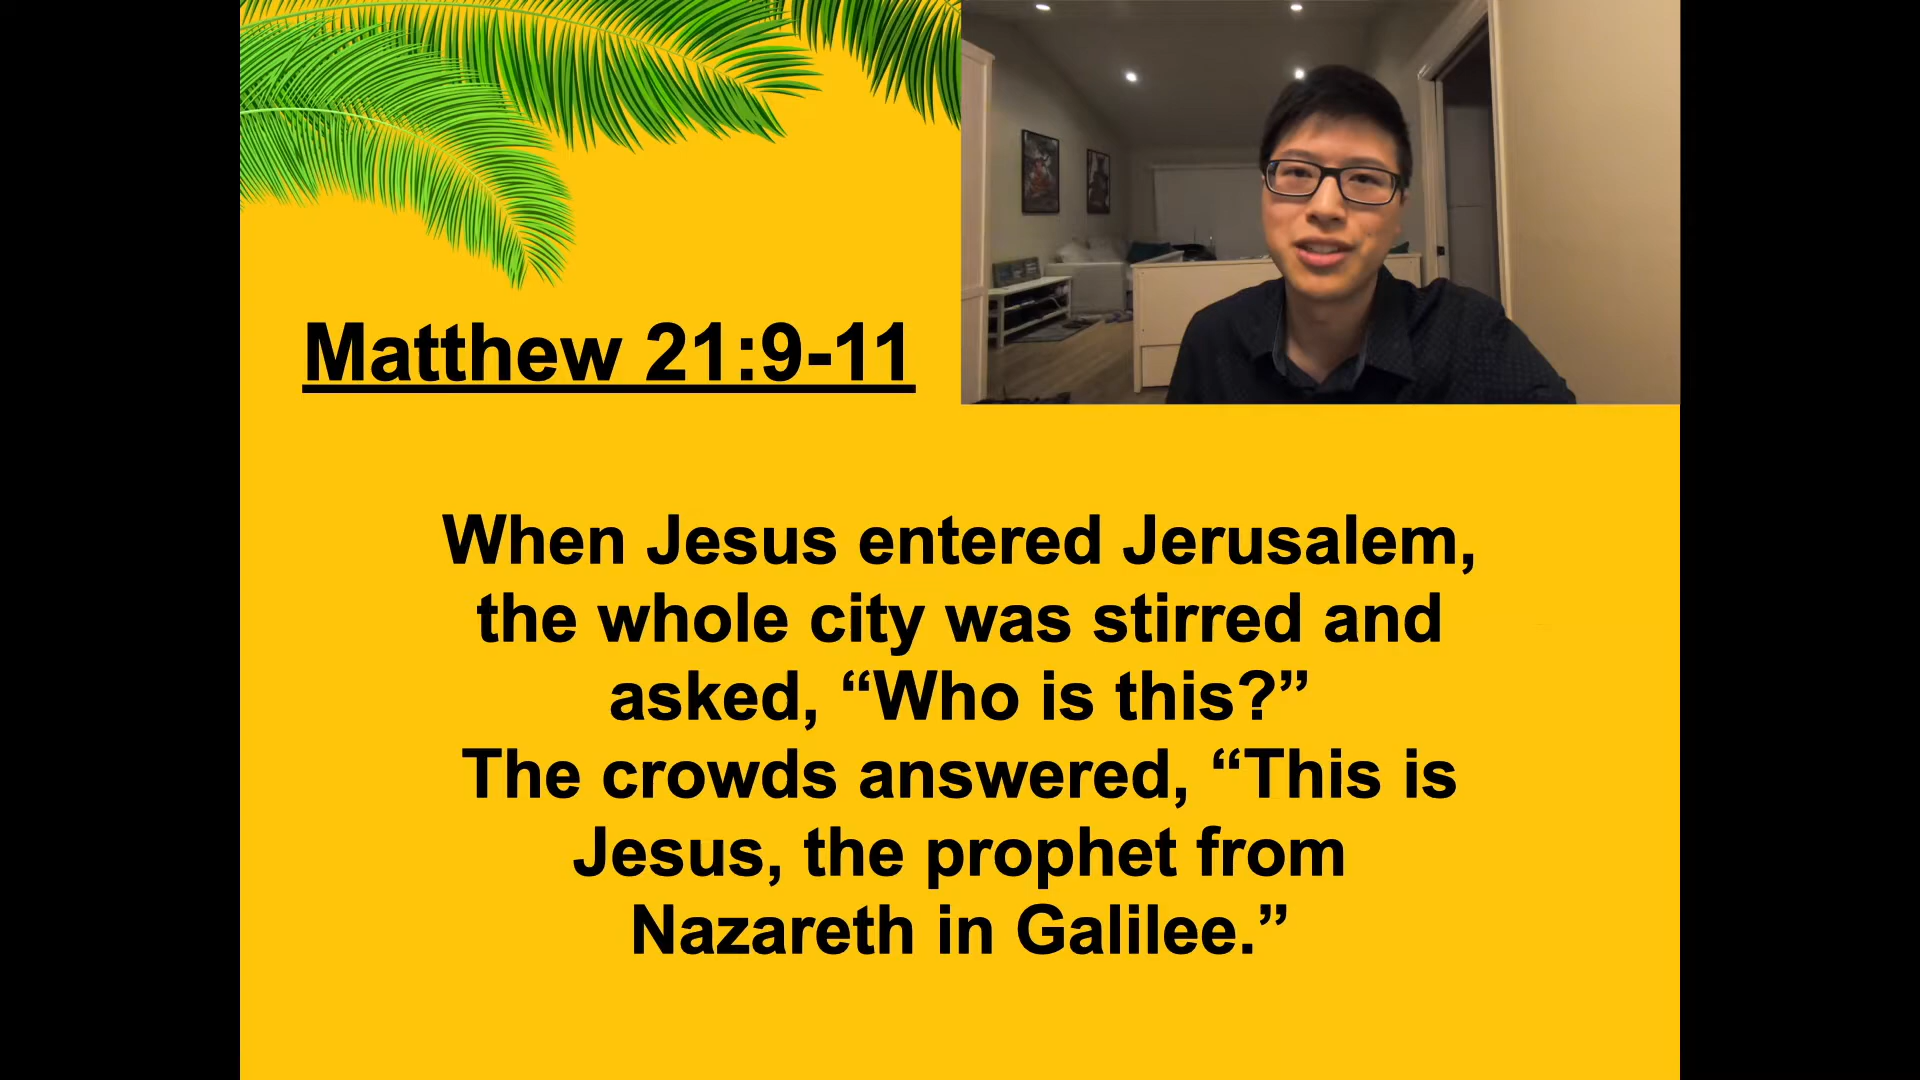 Matthew 21:9-11
When Jesus entered Jerusalem,
the whole city was stirred and
asked, “Who is this?”
The crowds answered, “This is
Jesus, the prophet from
Nazareth in Galilee.”